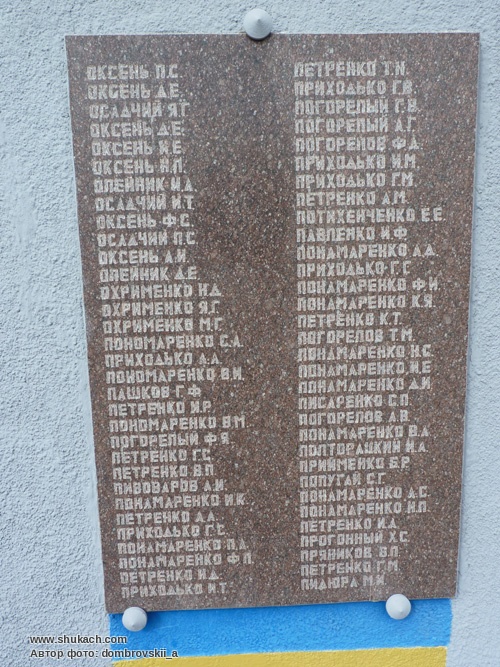 ОКСЕНЬ П.С.
ОКСЕНЬ Д.Е.
ОСАДЧИЙ Я.Г.
ОКСЕНЬ Д.Е.
ОКСЕНЬ И.Е.
ОКСЕНЬ Н.П.
ОЛЕЙНИК И.А.
ОСАДЧИЙ И.Т.
ОКСЕНЬ Ф.С.
ОСАДЧИЙ П.С.
ОКСЕНЬ А.И.
ОЛЕЙНИК Д.Е.
ОХРИМЕНКО Н.Д.
ОХРИМЕНКО Я.Г.
ОХРИМЕНКО М.Г.
ПОНОМАРЕНКО С.А.
ПРИХОДЬКО А.А.
ПОНОМАРЕНКО В.И.
ПАШКОВ Г.Ф.
ПЕТРЕНКО И.Р.
ПОНОМАРЕНКО В.М.
ПОГОРЕЛЫЙ Ф.Я.
ПЕТРЕНКО Г.С.
ПЕТРЕНКО В.П.
ПИВОВАРОВ А.И.
ПОНАМАРЕНКО И.К.
ПЕТРЕНКО А.А.
ПРИХОДЬКО Г.С.
ПОНАМАРЕНКО П.А.
ПОНАМАРЕНКО Ф.П.
ПЕТРЕНКО И.Д.
ПРИХОДЬКО И.Т.
ПЕТРЕНКО Т.Н.
ПРИХОДЬКО Г.В.
ПОГОРЕЛЫЙ Г.В.
ПОГОРЕЛЫЙ А.Г.
ПОГОРЕЛОВ Ф.А.
ПРИХОДЬКО И.М.
ПРИХОДЬКО Г.М.
ПЕТРЕНКО А.М.
ПОТИХЕНЧЕНКО Е.Е.
ПАВЛЕНКО И.Ф.
ПОНАМАРЕНКО А.А.
ПРИХОДЬКО Г.Г.
ПОНАМАРЕНКО Ф.И.
ПОНАМАРЕНКО К.Я.
ПЕТРЕНКО К.Т.
ПОГОРЕЛОВ Т.М.
ПОНАМАРЕНКО Н.С.
ПОНАМАРЕНКО И.Е.
ПОНАМАРЕНКО Д.И.
ПИСАРЕНКО С.П.
ПОГОРЕЛОВ А.В.
ПОНАМАРЕНКО В.А.
ПОЛТОРАЦКИЙ И.А.
ПРИЙМЕНКО Б.Р.
ПОПУГАЙ С.Г.
ПОНАМАРЕНКО Д.С.
ПОНАМАРЕНКО Н.П.
ПЕТРЕНКО И.А.
ПРОГОННЫЙ Х.С.
ПРЯНИКОВ В.П.
ПЕТРЕНКО Г.М.
ПИДЮРА М.И.
www.shukach.com
Автор фото: dombrovskii_a